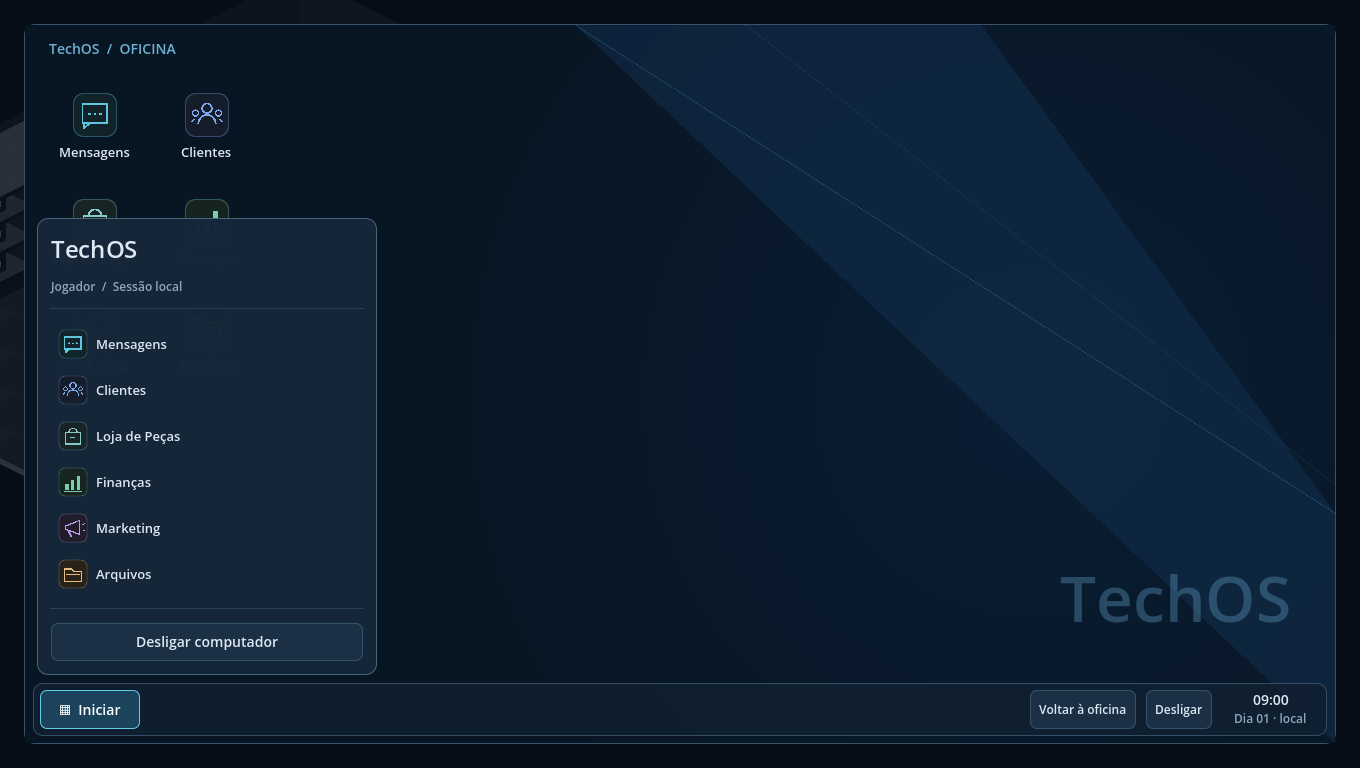 TechOS / OFICINA
Mensagens
Clientes
TechOS
Jogador / Sessão local
Mensagens
Clientes
Loja de Peças
Finanças
Marketing
Arquivos
Desligar computador
TechOS
Iniciar
Voltar à oficina
Desligar
09:00
Dia 01 · local